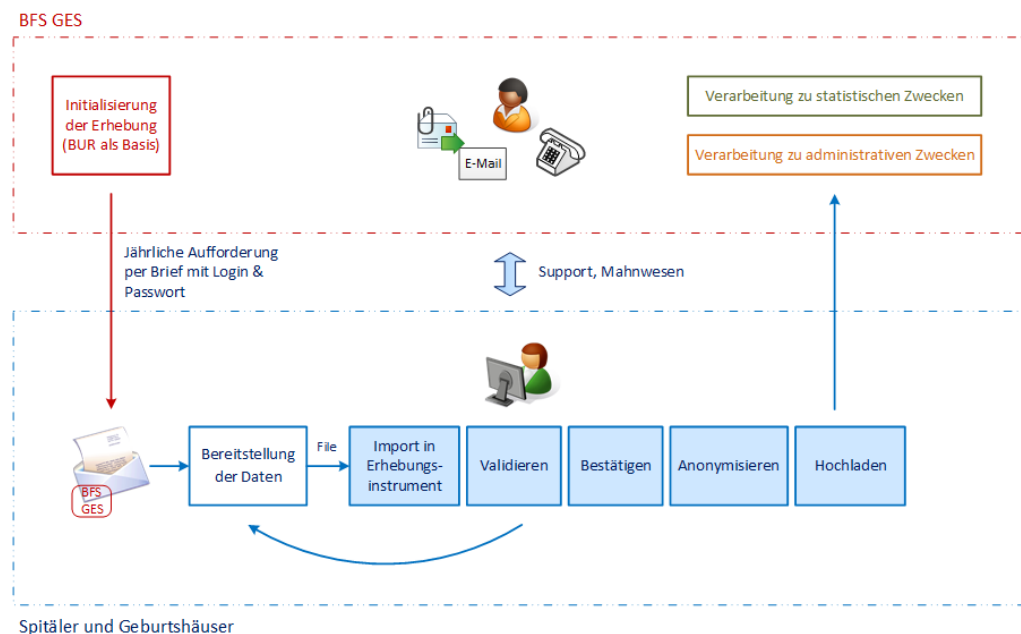 BFS GES
Initialisierung
der Erhebung
(BUR als Basis)
E-Mail
Verarbeitung zu statistischen Zwecken
Verarbeitung zu administrativen Zwecken
Jährliche Aufforderung
per Brief mit Login &
Passwort
Support, Mahnwesen
BFS
GES
Bereitstellung
der Daten
File
Import in
Erhebungs-
instrument
Validieren
Bestätigen
Anonymisieren
Hochladen
Spitäler und Geburtshäuser